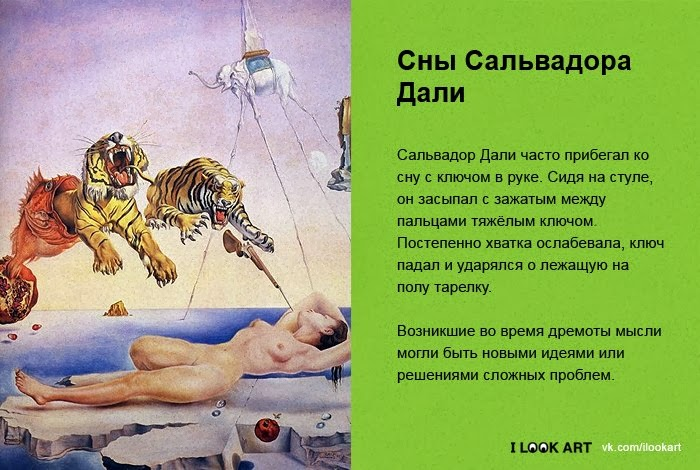 Сны Сальвадора
Дали
Сальвадор Дали часто прибегал ко
сну с ключом в руке. Сидя на стуле,
он засыпал с зажатым между
пальцами тяжёлым ключом.
Постепенно хватка ослабевала, ключ
падал и ударялся о лежащую на
полу тарелку.
Возникшие во время дремоты мысли
могли быть новыми идеями или
решениями сложных проблем.
I LOOK ART vk.com/ilookart